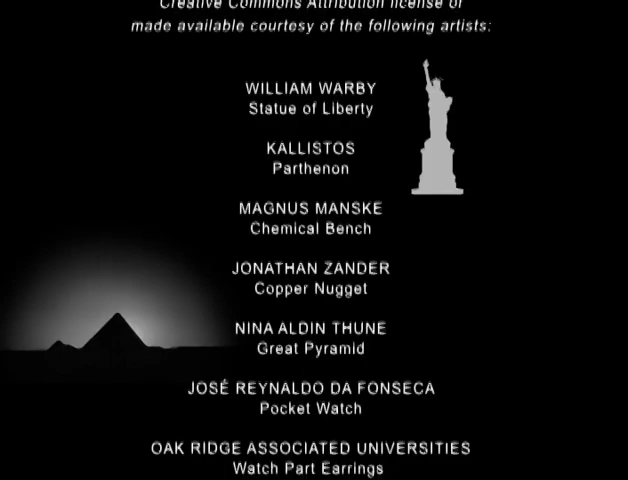 Creative Commons Attribution license or
made available courtesy of the following artists:
WILLIAM WARBY
Statue of Liberty
KALLISTOS
Parthenon
MAGNUS MANSKE
Chemical Bench
JONATHAN ZANDER
Copper Nugget
NINA ALDIN THUNE
Great Pyramid
JOSÉ REYNALDO DA FONSECA
Pocket Watch
OAK RIDGE ASSOCIATED UNIVERSITIES
Watch Part Earrings